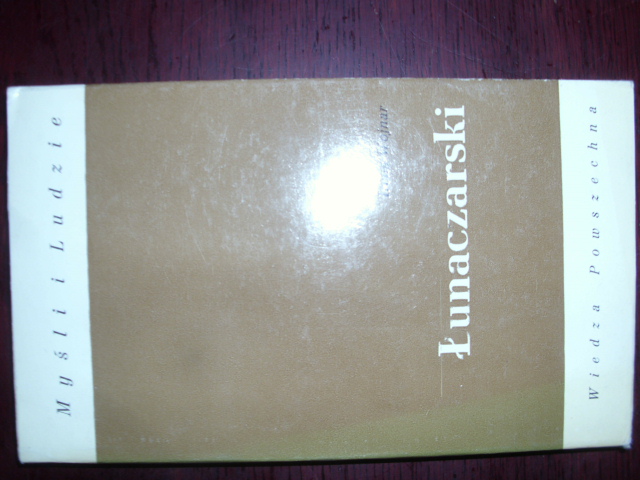 Myśli i Ludzie
Łunaczarski
Wiedza Powszechna